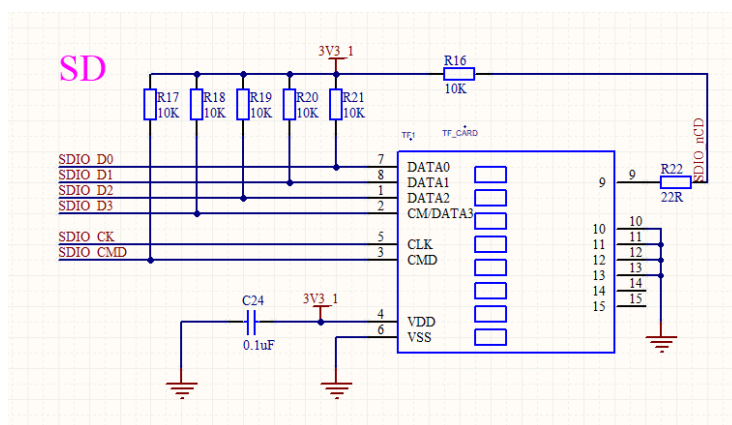 SD
3V3_1
R16
10K
R17
10K
R18
10K
R19
10K
R20
10K
R21
10K
TF1
TF_CARD
SDIO_nCD
SDIO_D0
SDIO_D1
SDIO_D2
SDIO_D3
SDIO_CK
SDIO_CMD
7
8
1
2
5
3
4
6
DATA0
DATA1
DATA2
CM/DATA3
CLK
CMD
VDD
VSS
9
10
11
12
13
14
15
9
10
11
12
13
14
15
R22
22R
C24
0.1uF
3V3_1